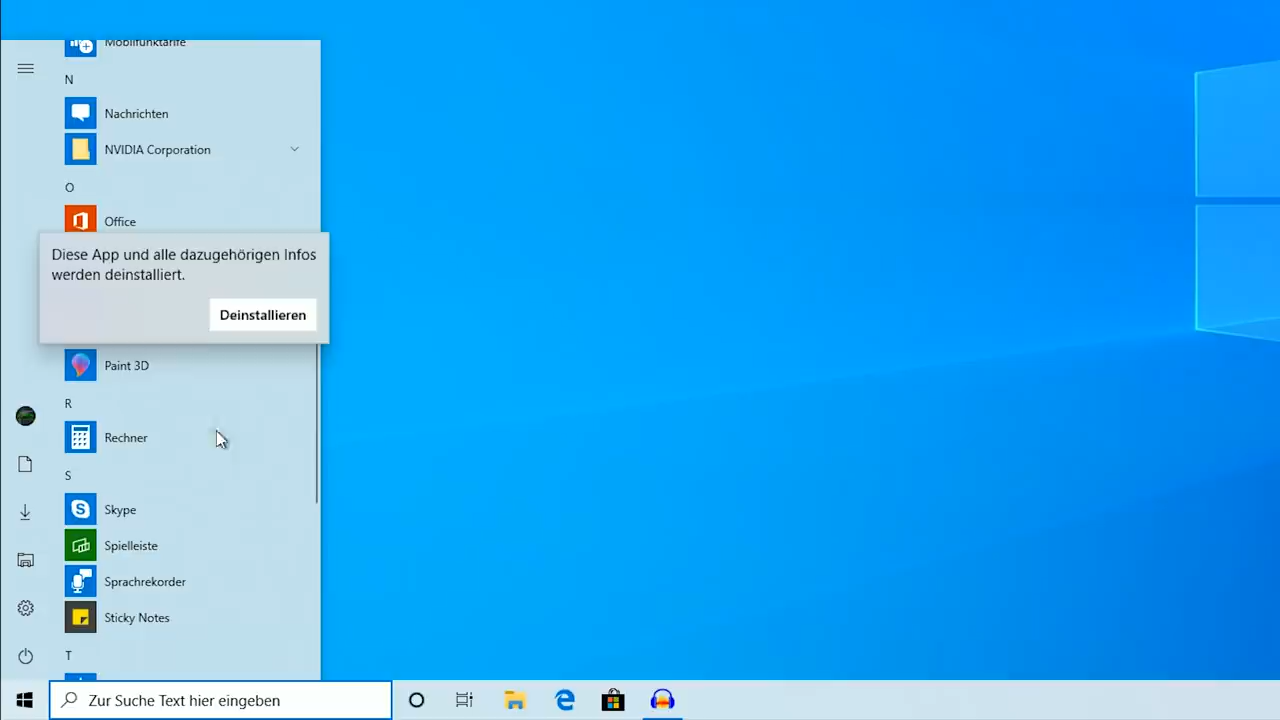 Mobilfunktarife
N
Nachrichten
NVIDIA Corporation
O
Office
Diese App und alle dazugehörigen Infos
werden deinstalliert.
Deinstallieren
Paint 3D
R
Rechner
S
Skype
Spielleiste
Sprachrekorder
Sticky Notes
T
Zur Suche Text hier eingeben